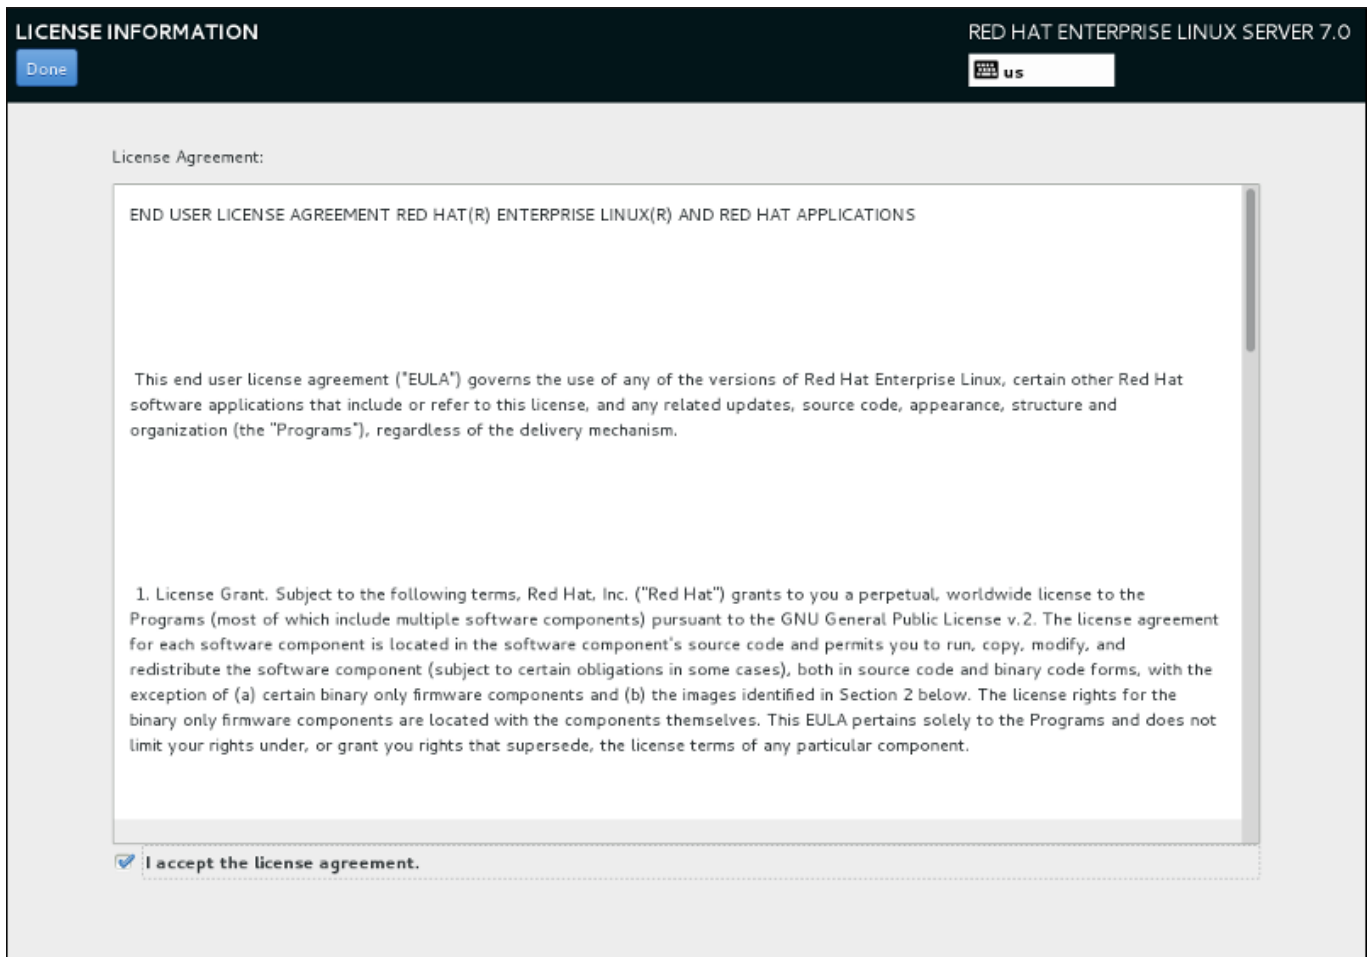 LICENSE INFORMATION
RED HAT ENTERPRISE LINUX SERVER 7.0
Done
us
License Agreement:
END USER LICENSE AGREEMENT RED HAT(R) ENTERPRISE LINUX(R) AND RED HAT APPLICATIONS
This end user license agreement ("EULA") governs the use of any of the versions of Red Hat Enterprise Linux, certain other Red Hat
software applications that include or refer to this license, and any related updates, source code, appearance, structure and
organization (the "Programs"), regardless of the delivery mechanism.
1. License Grant. Subject to the following terms, Red Hat, Inc. ("Red Hat") grants to you a perpetual, worldwide license to the
Programs (most of which include multiple software components) pursuant to the GNU General Public License v.2. The license agreement
for each software component is located in the software component's source code and permits you to run, copy, modify, and
redistribute the software component (subject to certain obligations in some cases), both in source code and binary code forms, with the
exception of (a) certain binary only firmware components and (b) the images identified in Section 2 below. The license rights for the
binary only firmware components are located with the components themselves. This EULA pertains solely to the Programs and does not
limit your rights under, or grant you rights that supersede, the license terms of any particular component.
I accept the license agreement.